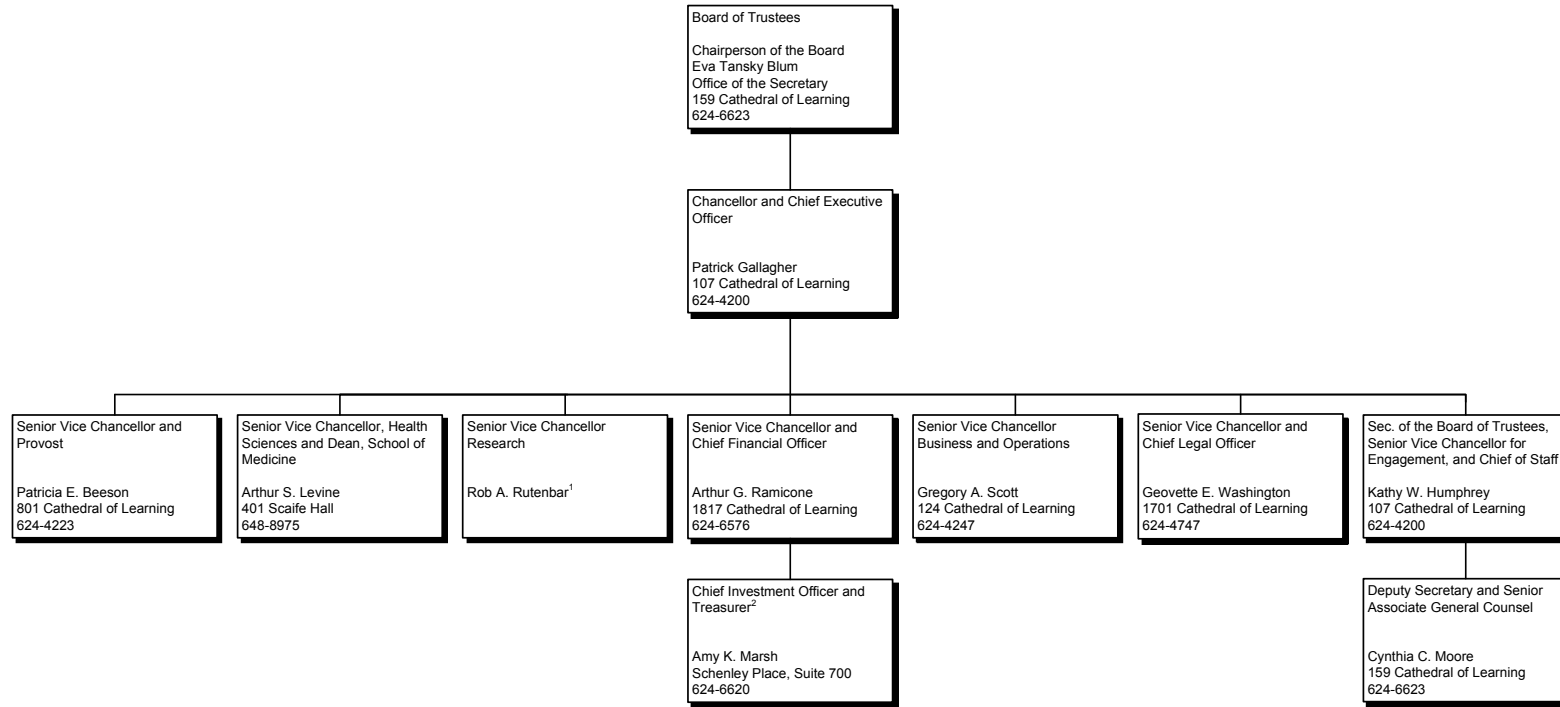 Board of Trustees
Chairperson of the Board
Eva Tansky Blum
Office of the Secretary
159 Cathedral of Learning
624-6623
Chancellor and Chief Executive
Officer
Patrick Gallagher
107 Cathedral of Learning
624-4200
Senior Vice Chancellor and
Provost
Patricia E. Beeson
801 Cathedral of Learning
624-4223
Senior Vice Chancellor, Health
Sciences and Dean, School of
Medicine
Arthur S. Levine
401 Scaife Hall
648-8975
Senior Vice Chancellor
Research
Rob A. Rutenbar¹
Senior Vice Chancellor and
Chief Financial Officer
Arthur G. Ramicone
1817 Cathedral of Learning
624-6576
Senior Vice Chancellor
Business and Operations
Gregory A. Scott
124 Cathedral of Learning
624-4247
Senior Vice Chancellor and
Chief Legal Officer
Geovette E. Washington
1701 Cathedral of Learning
624-4747
Sec. of the Board of Trustees,
Senior Vice Chancellor for
Engagement, and Chief of Staff
Kathy W. Humphrey
107 Cathedral of Learning
624-4200
Chief Investment Officer and
Treasurer²
Amy K. Marsh
Schenley Place, Suite 700
624-6620
Deputy Secretary and Senior
Associate General Counsel
Cynthia C. Moore
159 Cathedral of Learning
624-6623